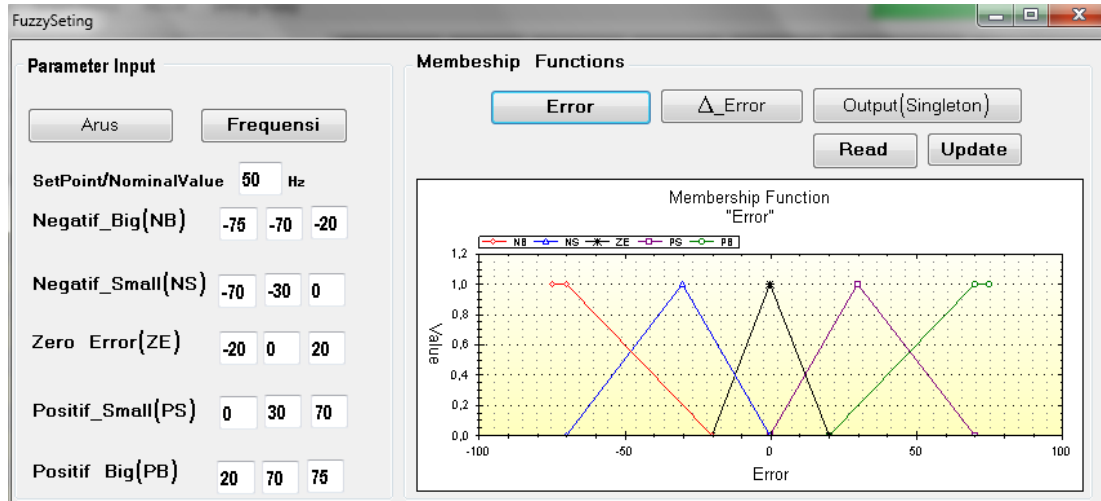 FuzzySeting
Parameter Input
Arus Frequensi
SetPoint/NominalValue 50 Hz
Negatif_Big(NB) -75 -70 -20
Negatif_Small(NS) -70 -30 0
Zero Error(ZE) -20 0 20
Positif_Small(PS) 0 30 70
Positif Big(PB) 20 70 75
Membeship Functions
Error Δ_Error Output(Singleton)
Read Update
Membership Function
"Error"
NB NS ZE PS PB
1,2
1,0
0,8
0,6
0,4
0,2
0,0
Value
-100 -50 0 50 100
Error